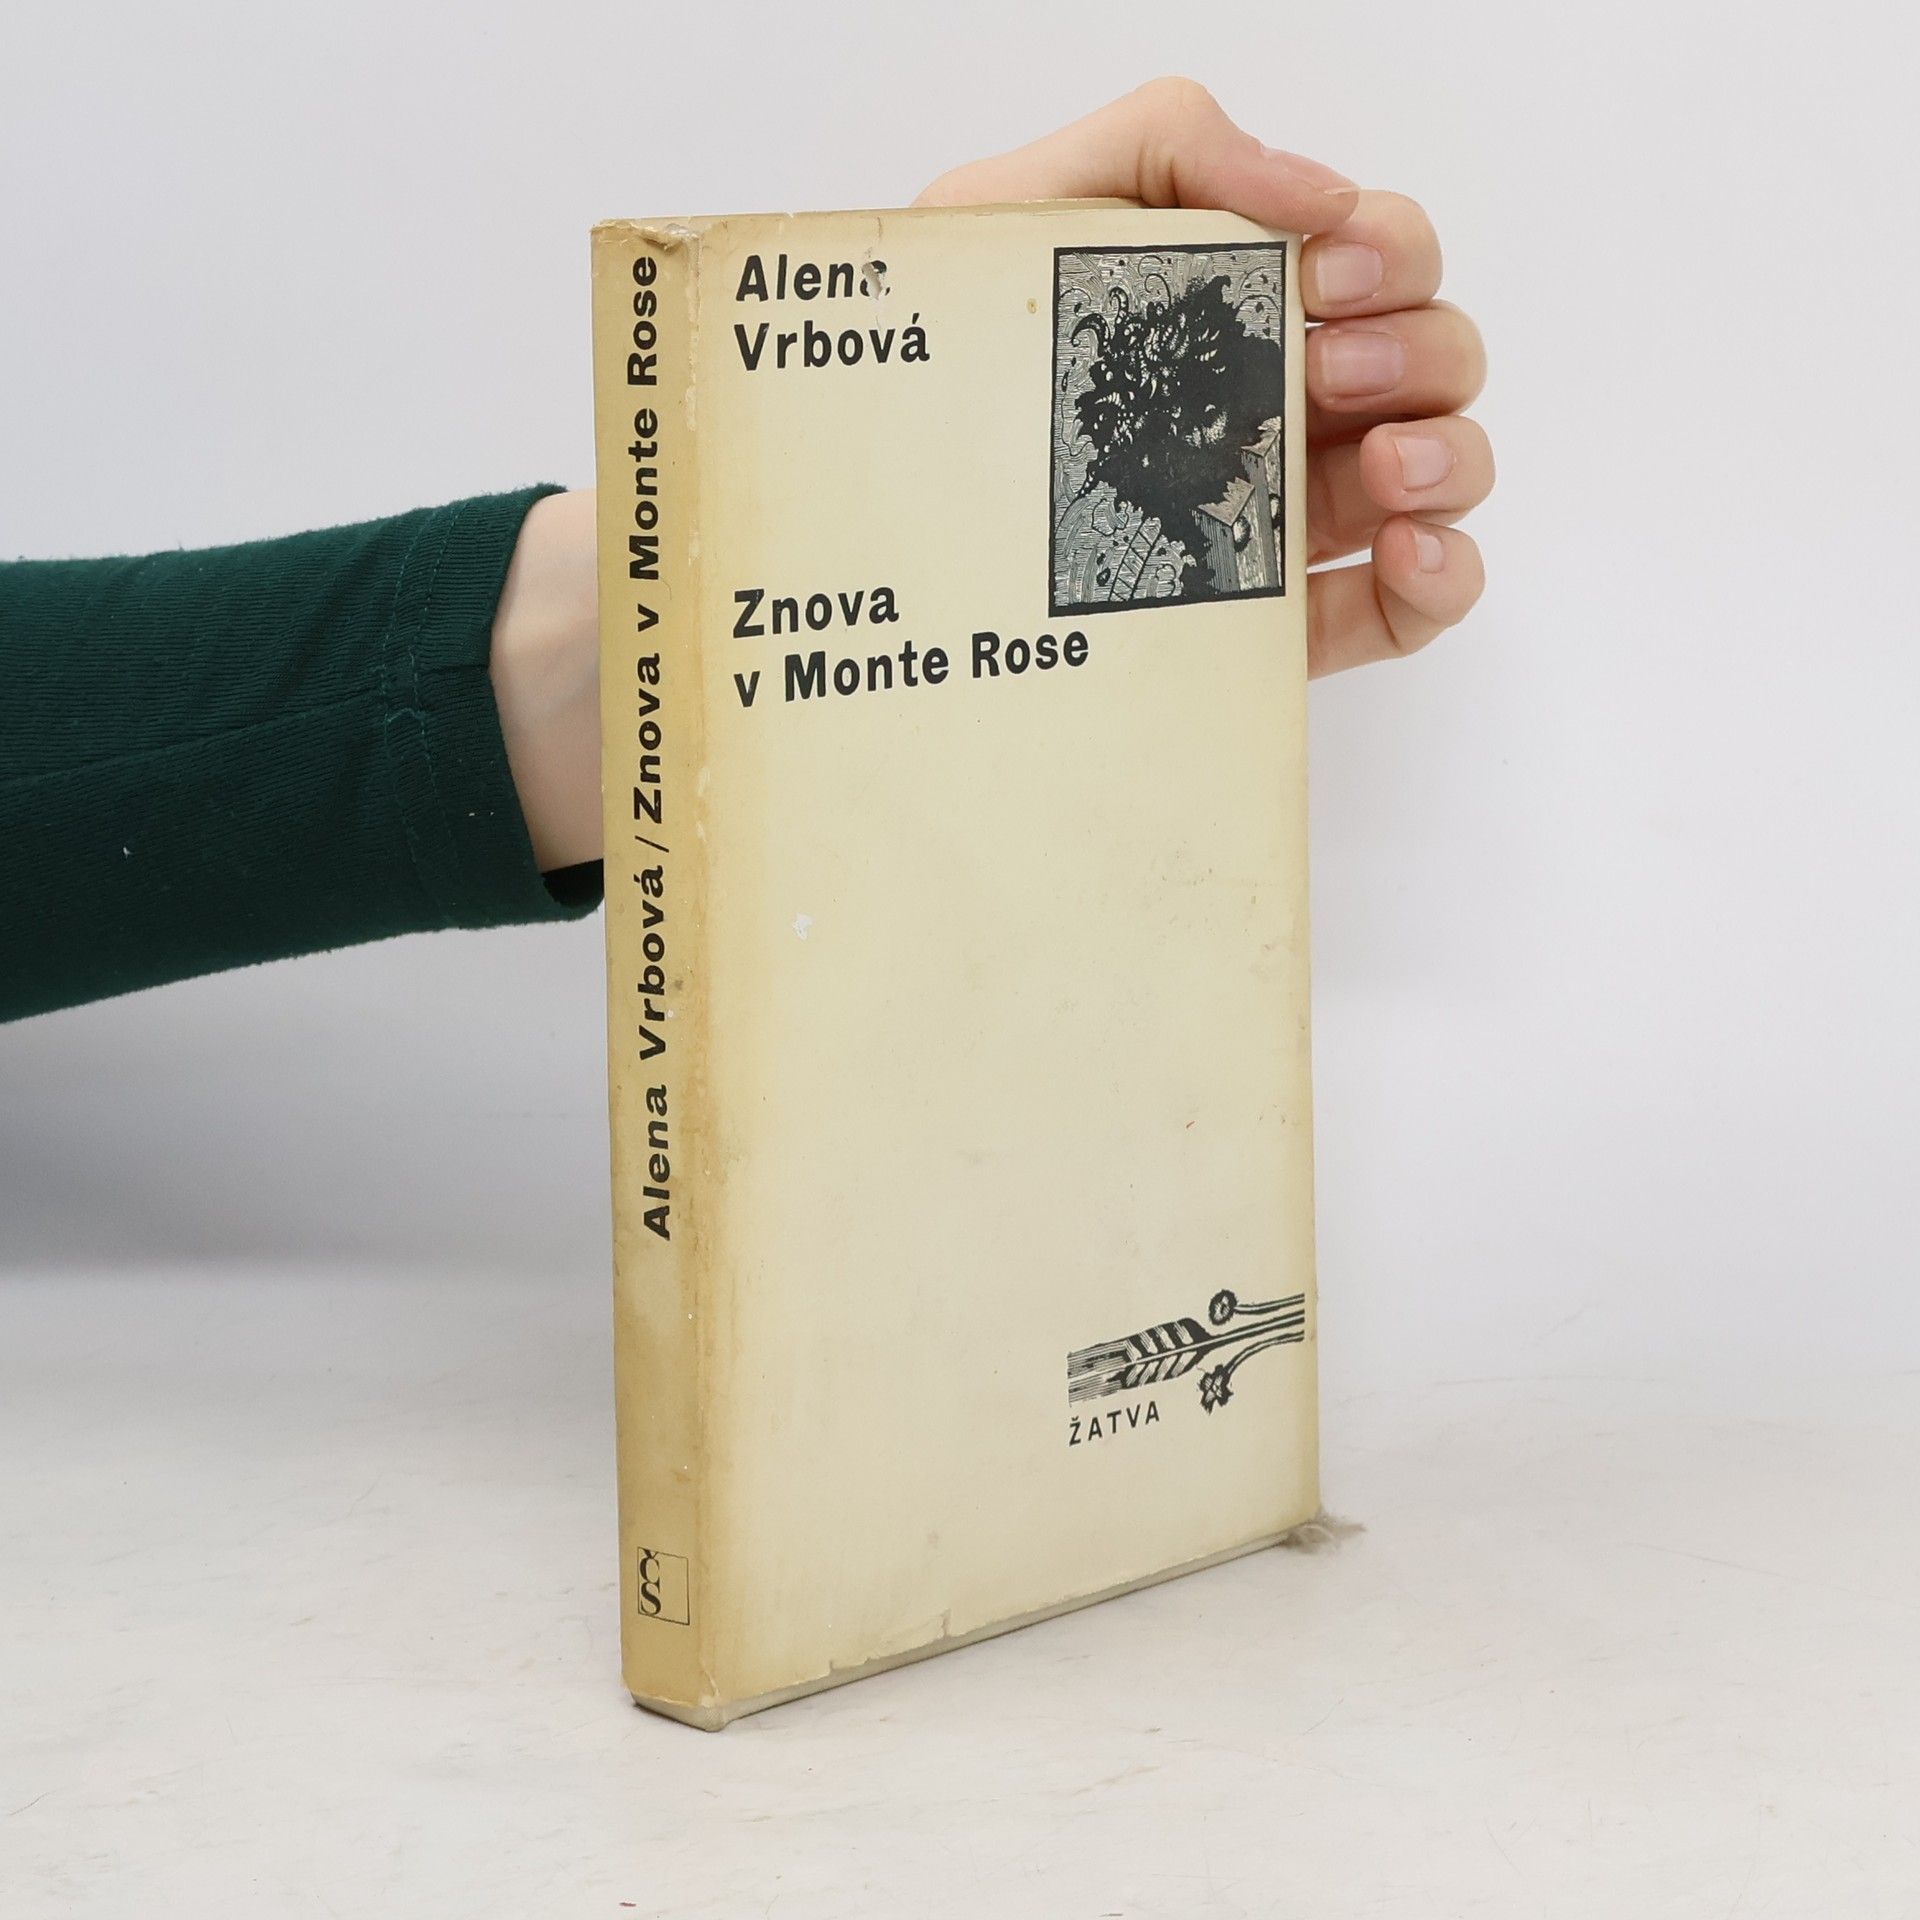 Alena
Vrbová
Znova
v Monte Rose
ŽATVA
Alena Vrbová / Znova v Monte Rose
ČS